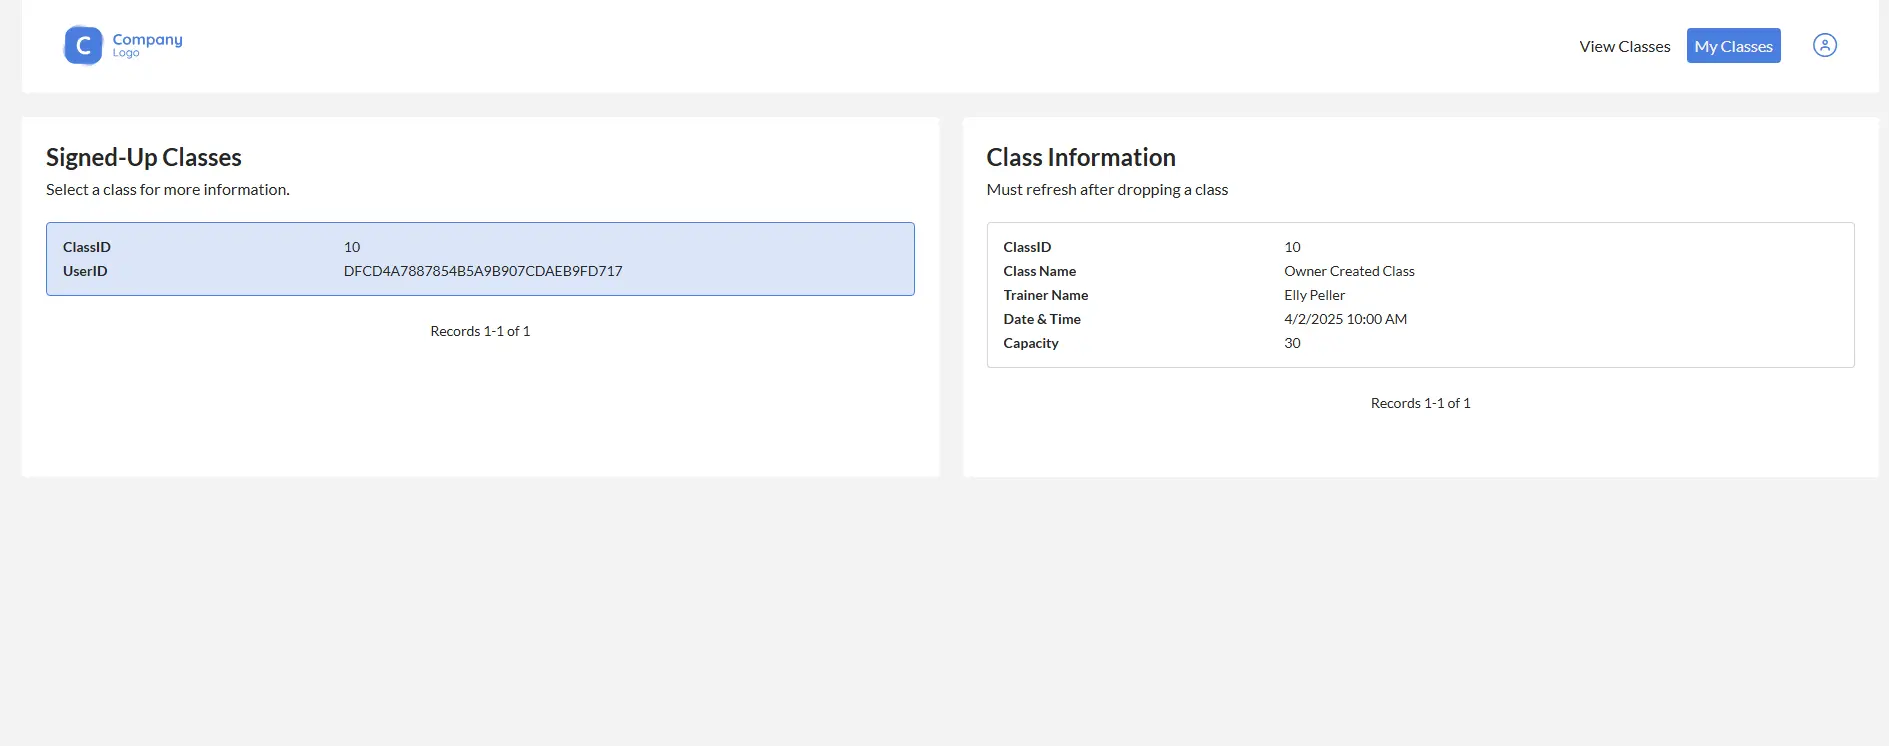 C Company
Logo
View Classes My Classes
Signed-Up Classes
Select a class for more information.
ClassID 10
UserID DFCD4A7887854B5A9B907CDAEB9FD717
Records 1-1 of 1
Class Information
Must refresh after dropping a class
ClassID 10
Class Name Owner Created Class
Trainer Name Elly Peller
Date & Time 4/2/2025 10:00 AM
Capacity 30
Records 1-1 of 1